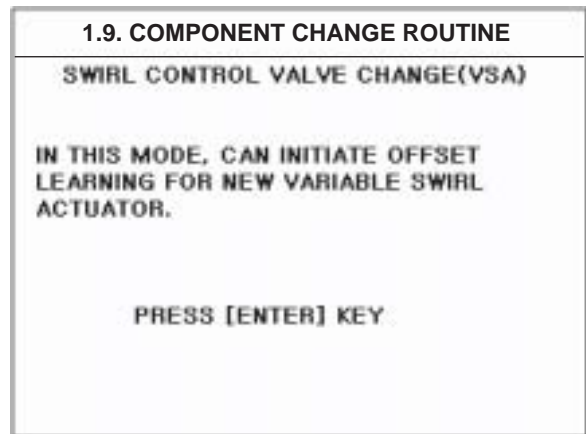 1.9. COMPONENT CHANGE ROUTINE
SWIRL CONTROL VALVE CHANGE(VSA)
IN THIS MODE, CAN INITIATE OFFSET
LEARNING FOR NEW VARIABLE SWIRL
ACTUATOR.
PRESS [ENTER] KEY